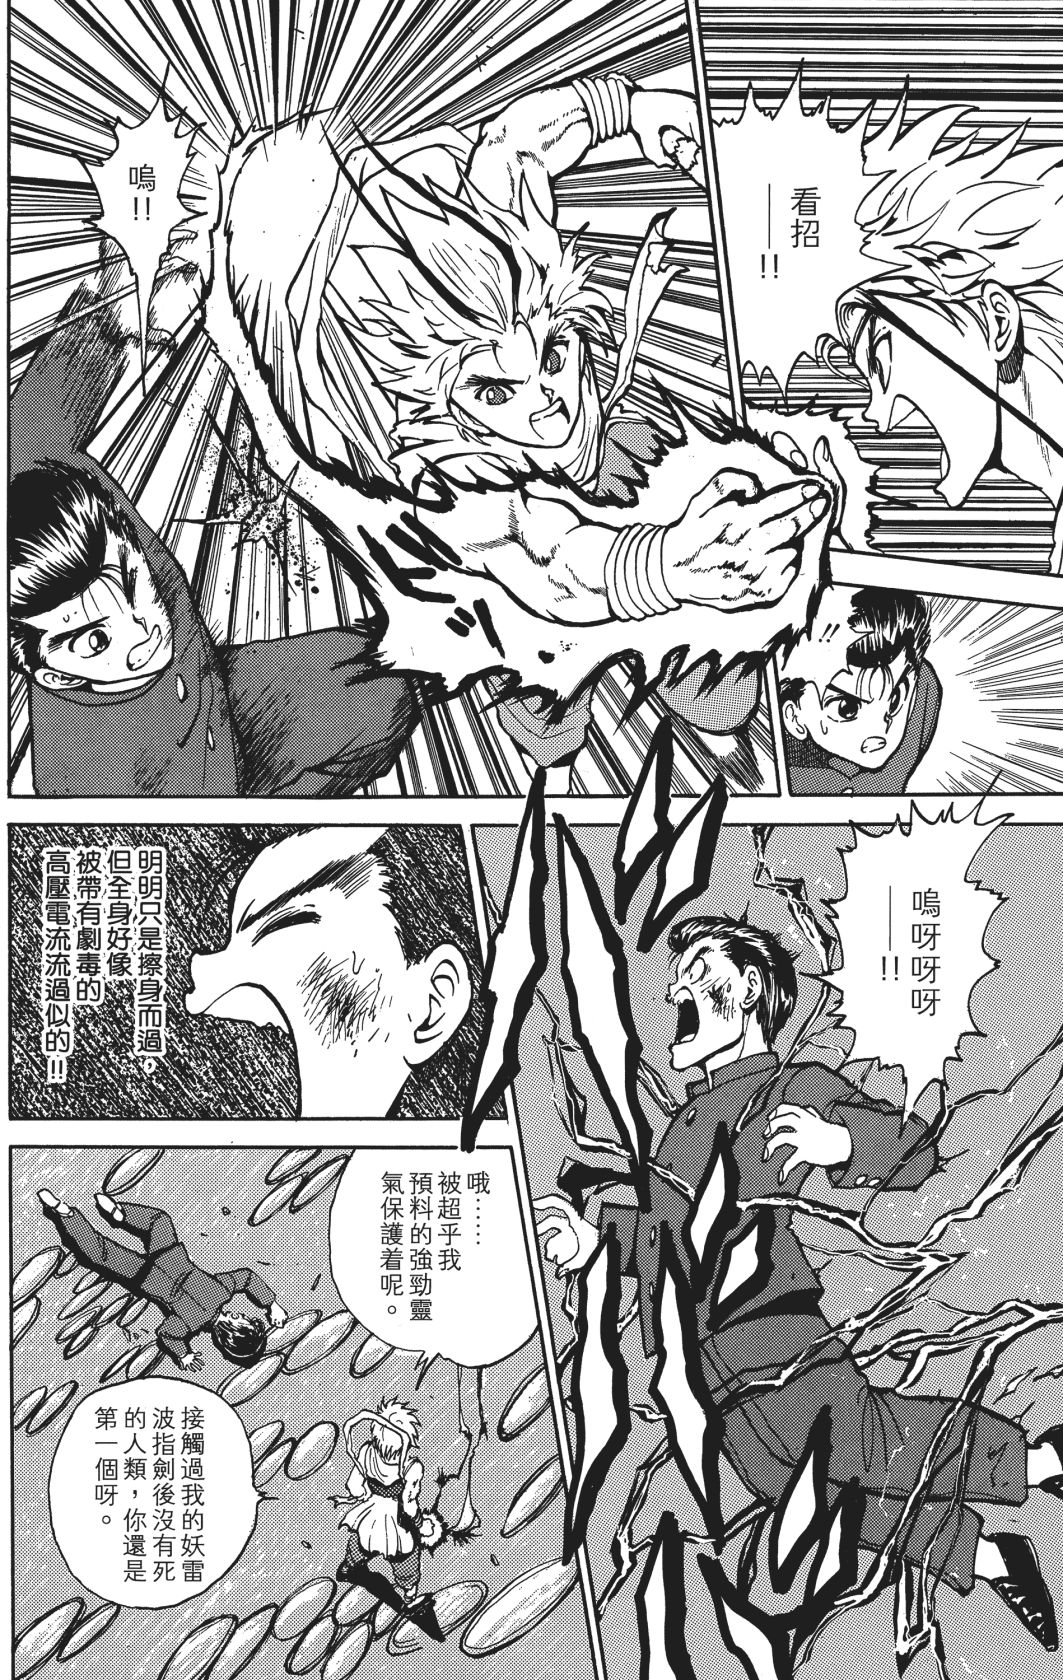 看招
——!!
嗚!!
!!
嗚呀呀呀
——!!
明明只是擦身而過，
但全身好像
被帶有劇毒的
高壓電流流過似的!!
哦……
被超乎我
預料的強勁靈
氣保護着呢。
接觸過我的妖雷
波指劍後沒有死
的人類，你還是
第一個呀。